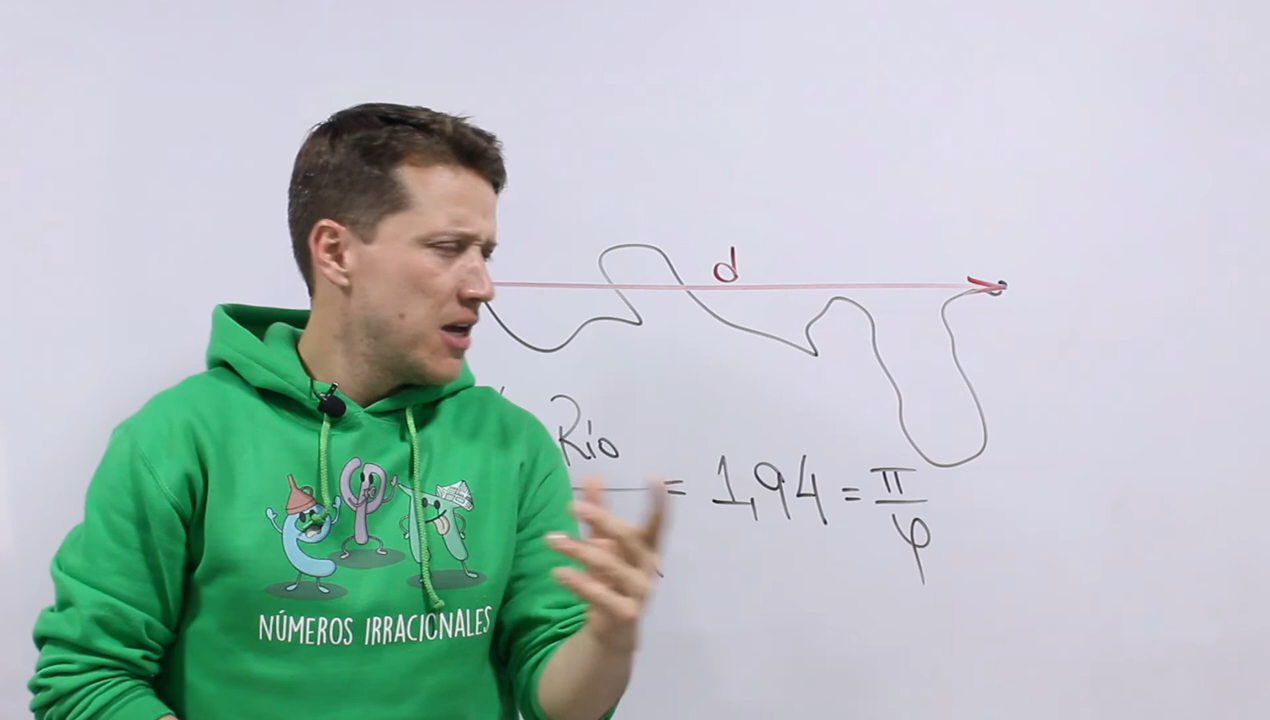 d
Río
= 1,94 = π
φ
NÚMEROS IRRACIONALES